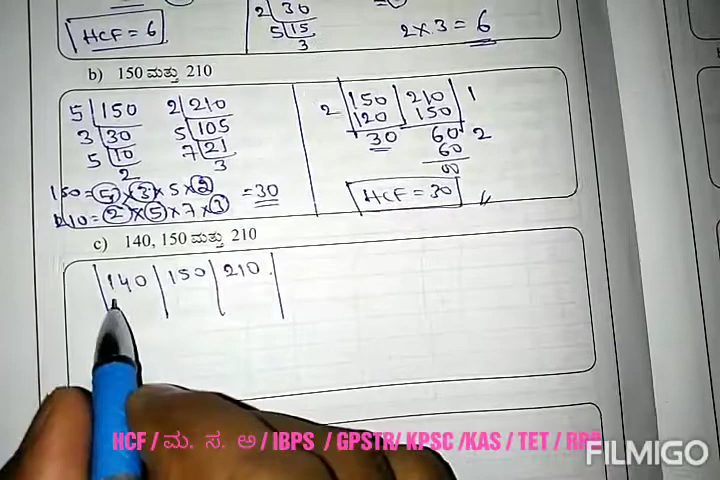 HCF = 6
2 30
5 15
3
2 × 3 = 6
b) 150 ಮತ್ತು 210
5 150
3 30
5 10
2
2 210
5 105
7 21
3
150 = 5 × 3 × 5 × 2
210 = 2 × 5 × 7 × 3
= 30
2 150 210 1
120 150
30 60 2
60
00
HCF = 30
c) 140, 150 ಮತ್ತು 210
140 150 210
HCF / ಮ. ಸ. ಅ / IBPS / GPSTR/ KPSC /KAS / TET / RRB
FILMIGO